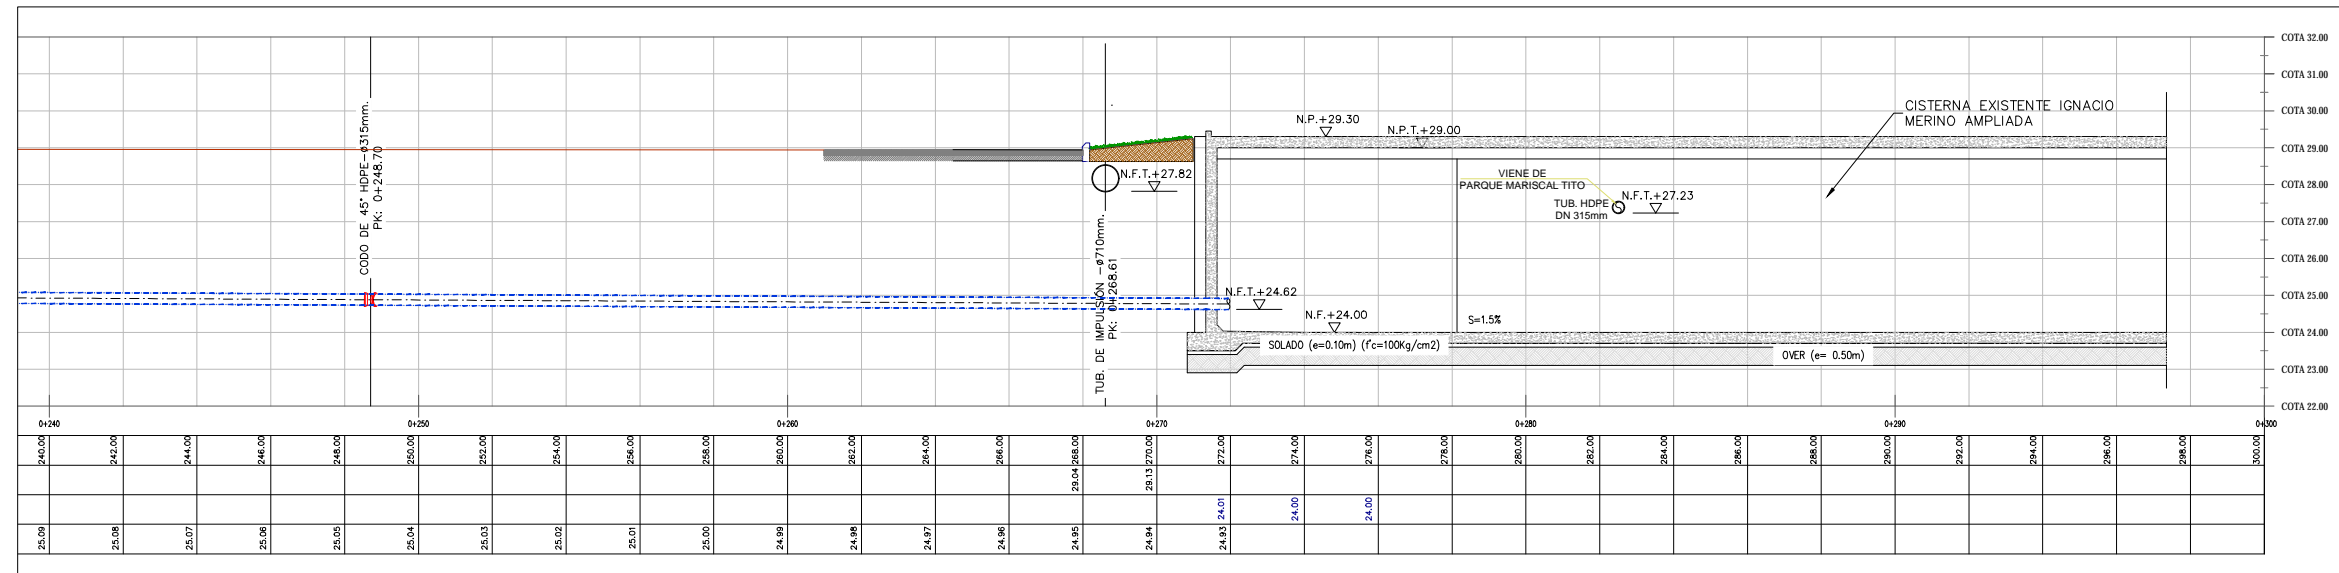 COTA 32.00
COTA 31.00
COTA 30.00
COTA 29.00
COTA 28.00
COTA 27.00
COTA 26.00
COTA 25.00
COTA 24.00
COTA 23.00
COTA 22.00
CODO DE 45° HDPE-ø315mm.
PK: 0+248.70
TUB. DE IMPULSIÓN -ø710mm.
PK: 0+268.61
N.F.T.+27.82
N.P.+29.30
N.P.T.+29.00
CISTERNA EXISTENTE IGNACIO
MERINO AMPLIADA
VIENE DE
PARQUE MARISCAL TITO
TUB. HDPE
DN 315mm
N.F.T.+27.23
N.F.T.+24.62
N.F.+24.00
S=1.5%
SOLADO (e=0.10m) (f'c=100Kg/cm2)
OVER (e= 0.50m)
0+240 0+250 0+260 0+270 0+280 0+290 0+300
240.00 242.00 244.00 246.00 248.00 250.00 252.00 254.00 256.00 258.00 260.00 262.00 264.00 266.00 268.00 270.00 272.00 274.00 276.00 278.00 280.00 282.00 284.00 286.00 288.00 290.00 292.00 294.00 296.00 298.00 300.00
29.04 29.13
24.01 24.00 24.00
25.09 25.08 25.07 25.06 25.05 25.04 25.03 25.02 25.01 25.00 24.99 24.98 24.97 24.96 24.95 24.94 24.93